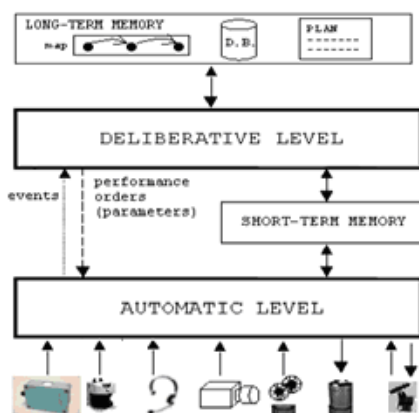 LONG-TERM MEMORY
map
D.B.
PLAN
DELIBERATIVE LEVEL
events
performance
orders
(parameters)
SHORT-TERM MEMORY
AUTOMATIC LEVEL